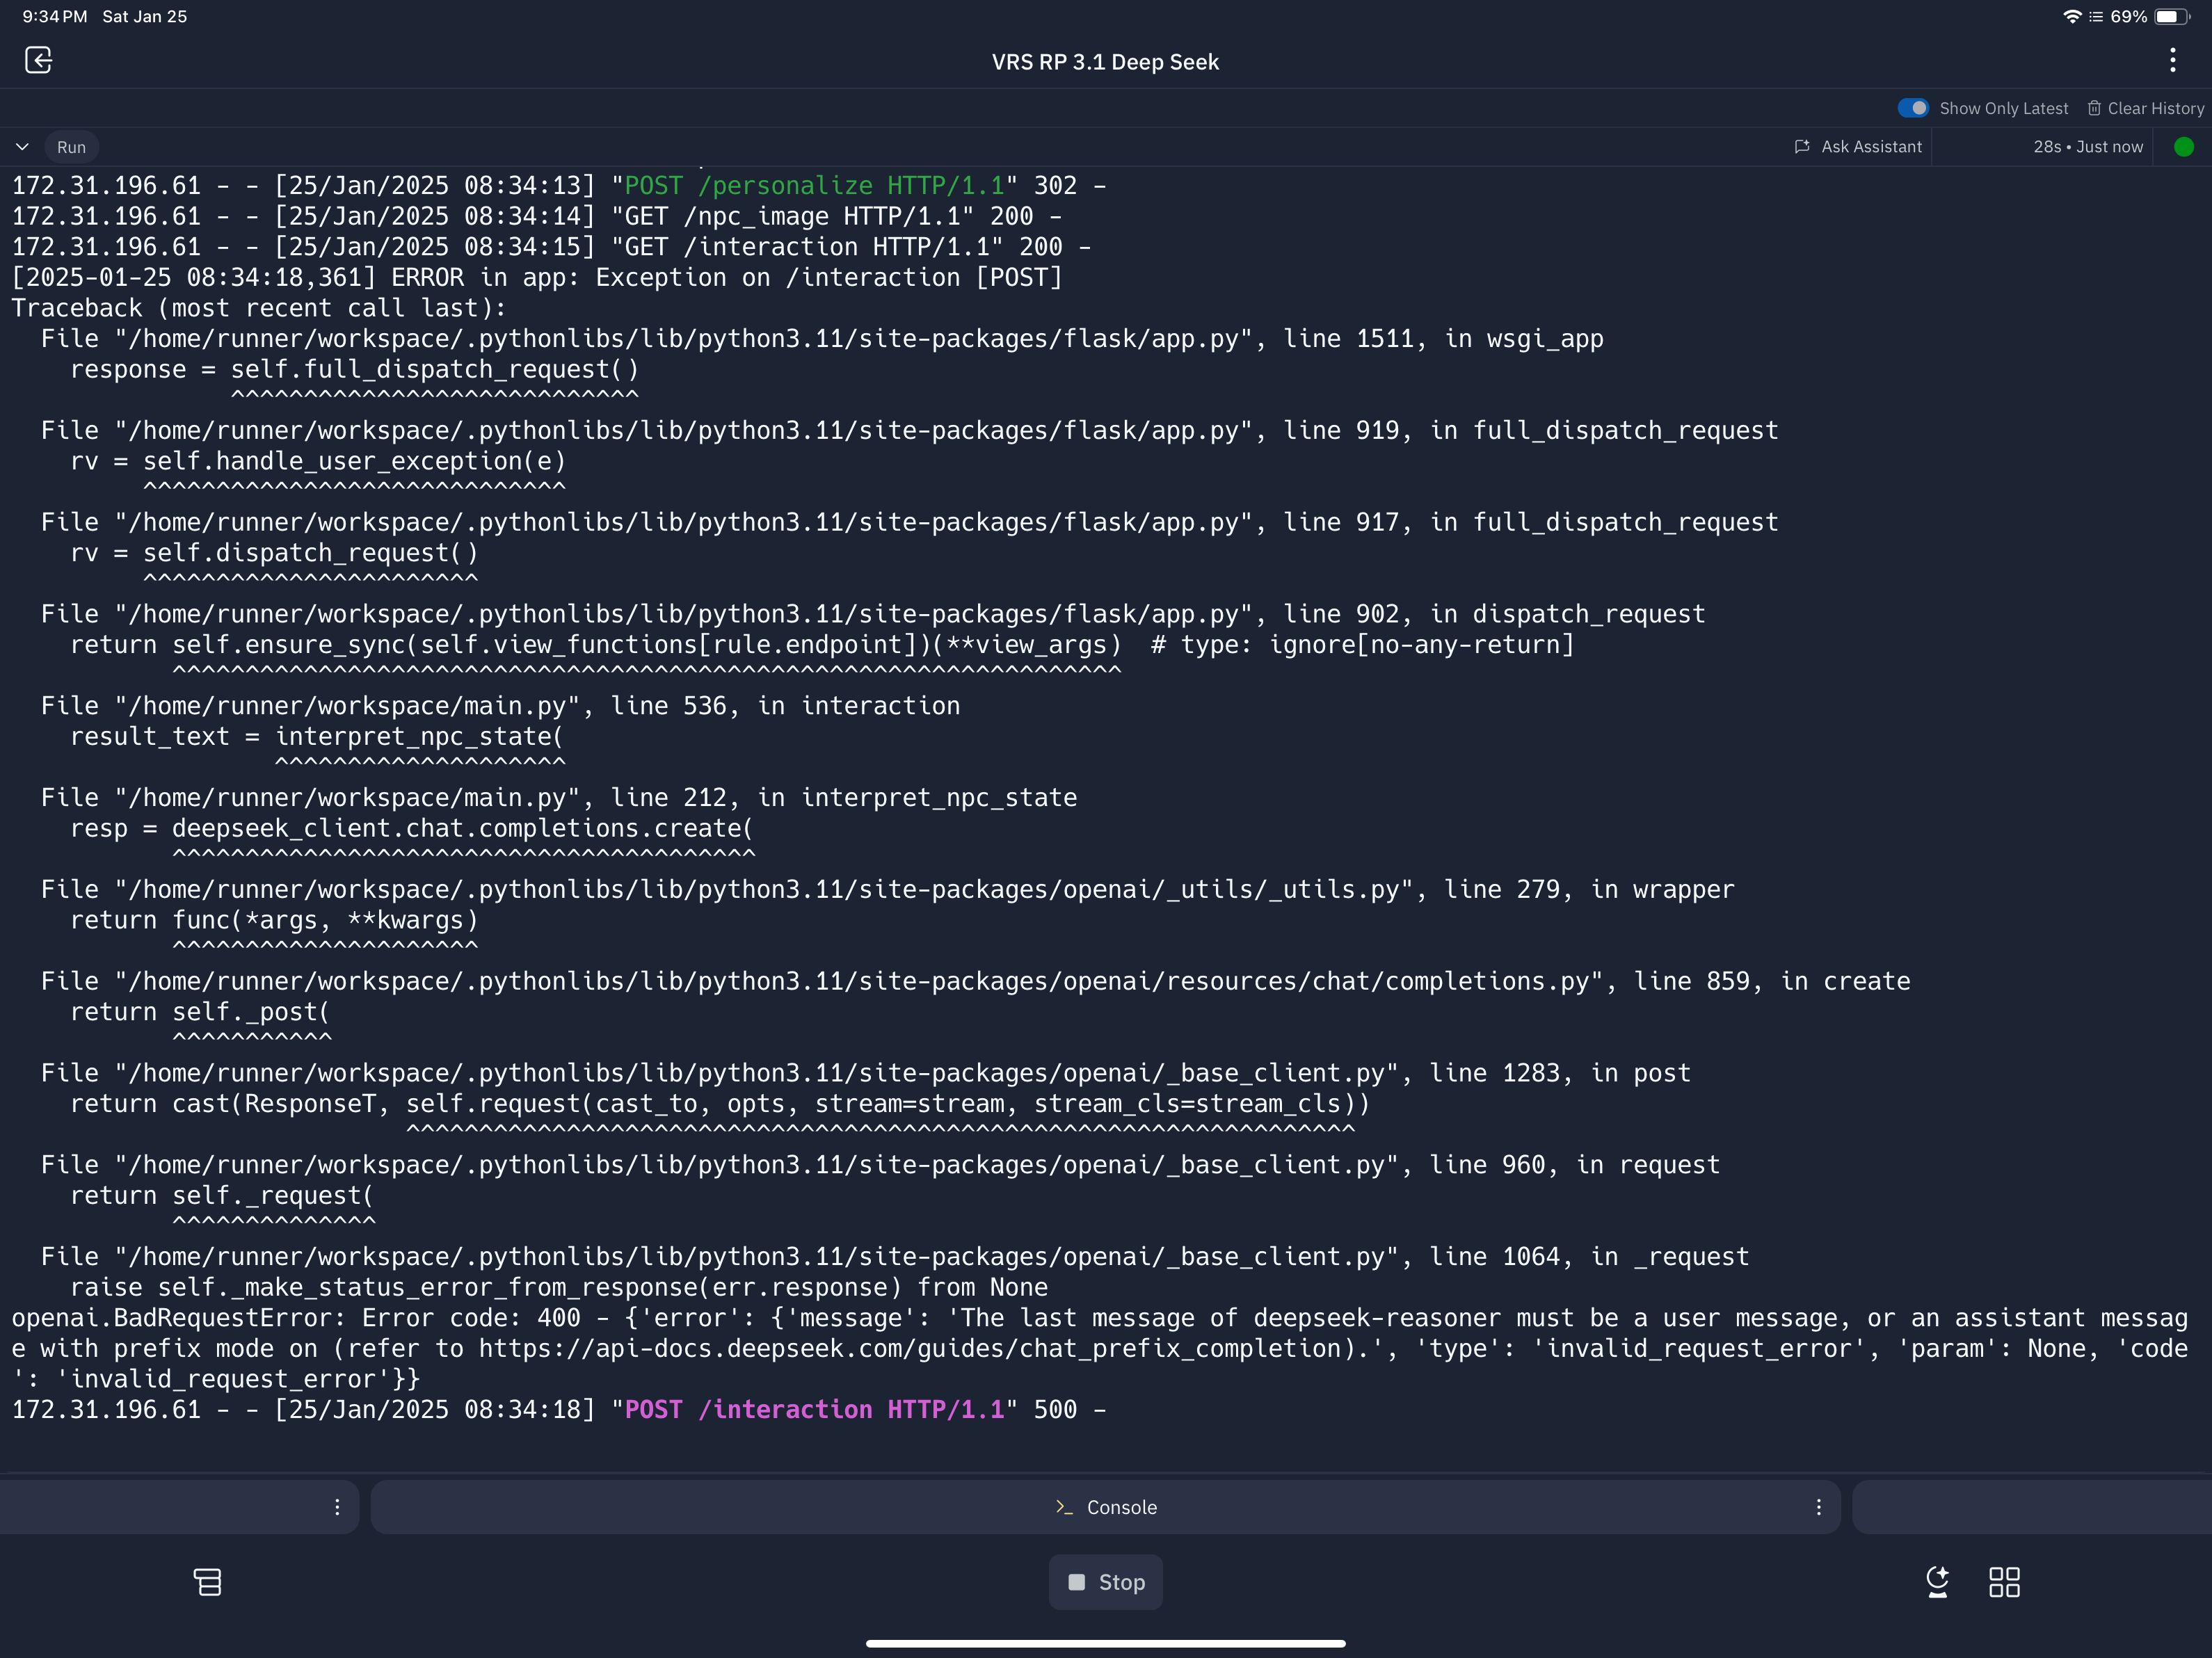 9:34 PM Sat Jan 25
69%
VRS RP 3.1 Deep Seek
Show Only Latest Clear History
Run Ask Assistant 28s • Just now
172.31.196.61 - - [25/Jan/2025 08:34:13] "POST /personalize HTTP/1.1" 302 -
172.31.196.61 - - [25/Jan/2025 08:34:14] "GET /npc_image HTTP/1.1" 200 -
172.31.196.61 - - [25/Jan/2025 08:34:15] "GET /interaction HTTP/1.1" 200 -
[2025-01-25 08:34:18,361] ERROR in app: Exception on /interaction [POST]
Traceback (most recent call last):
  File "/home/runner/workspace/.pythonlibs/lib/python3.11/site-packages/flask/app.py", line 1511, in wsgi_app
    response = self.full_dispatch_request()
               ^^^^^^^^^^^^^^^^^^^^^^^^^^^^
  File "/home/runner/workspace/.pythonlibs/lib/python3.11/site-packages/flask/app.py", line 919, in full_dispatch_request
    rv = self.handle_user_exception(e)
         ^^^^^^^^^^^^^^^^^^^^^^^^^^^^^
  File "/home/runner/workspace/.pythonlibs/lib/python3.11/site-packages/flask/app.py", line 917, in full_dispatch_request
    rv = self.dispatch_request()
         ^^^^^^^^^^^^^^^^^^^^^^^
  File "/home/runner/workspace/.pythonlibs/lib/python3.11/site-packages/flask/app.py", line 902, in dispatch_request
    return self.ensure_sync(self.view_functions[rule.endpoint])(**view_args)  # type: ignore[no-any-return]
           ^^^^^^^^^^^^^^^^^^^^^^^^^^^^^^^^^^^^^^^^^^^^^^^^^^^^^^^^^^^^^^^^^
  File "/home/runner/workspace/main.py", line 536, in interaction
    result_text = interpret_npc_state(
                  ^^^^^^^^^^^^^^^^^^^^
  File "/home/runner/workspace/main.py", line 212, in interpret_npc_state
    resp = deepseek_client.chat.completions.create(
           ^^^^^^^^^^^^^^^^^^^^^^^^^^^^^^^^^^^^^^^^
  File "/home/runner/workspace/.pythonlibs/lib/python3.11/site-packages/openai/_utils/_utils.py", line 279, in wrapper
    return func(*args, **kwargs)
           ^^^^^^^^^^^^^^^^^^^^^
  File "/home/runner/workspace/.pythonlibs/lib/python3.11/site-packages/openai/resources/chat/completions.py", line 859, in create
    return self._post(
           ^^^^^^^^^^^
  File "/home/runner/workspace/.pythonlibs/lib/python3.11/site-packages/openai/_base_client.py", line 1283, in post
    return cast(ResponseT, self.request(cast_to, opts, stream=stream, stream_cls=stream_cls))
                           ^^^^^^^^^^^^^^^^^^^^^^^^^^^^^^^^^^^^^^^^^^^^^^^^^^^^^^^^^^^^^^^^^
  File "/home/runner/workspace/.pythonlibs/lib/python3.11/site-packages/openai/_base_client.py", line 960, in request
    return self._request(
           ^^^^^^^^^^^^^^
  File "/home/runner/workspace/.pythonlibs/lib/python3.11/site-packages/openai/_base_client.py", line 1064, in _request
    raise self._make_status_error_from_response(err.response) from None
openai.BadRequestError: Error code: 400 - {'error': {'message': 'The last message of deepseek-reasoner must be a user message, or an assistant messag
e with prefix mode on (refer to https://api-docs.deepseek.com/guides/chat_prefix_completion).', 'type': 'invalid_request_error', 'param': None, 'code
': 'invalid_request_error'}}
172.31.196.61 - - [25/Jan/2025 08:34:18] "POST /interaction HTTP/1.1" 500 -
Console
Stop